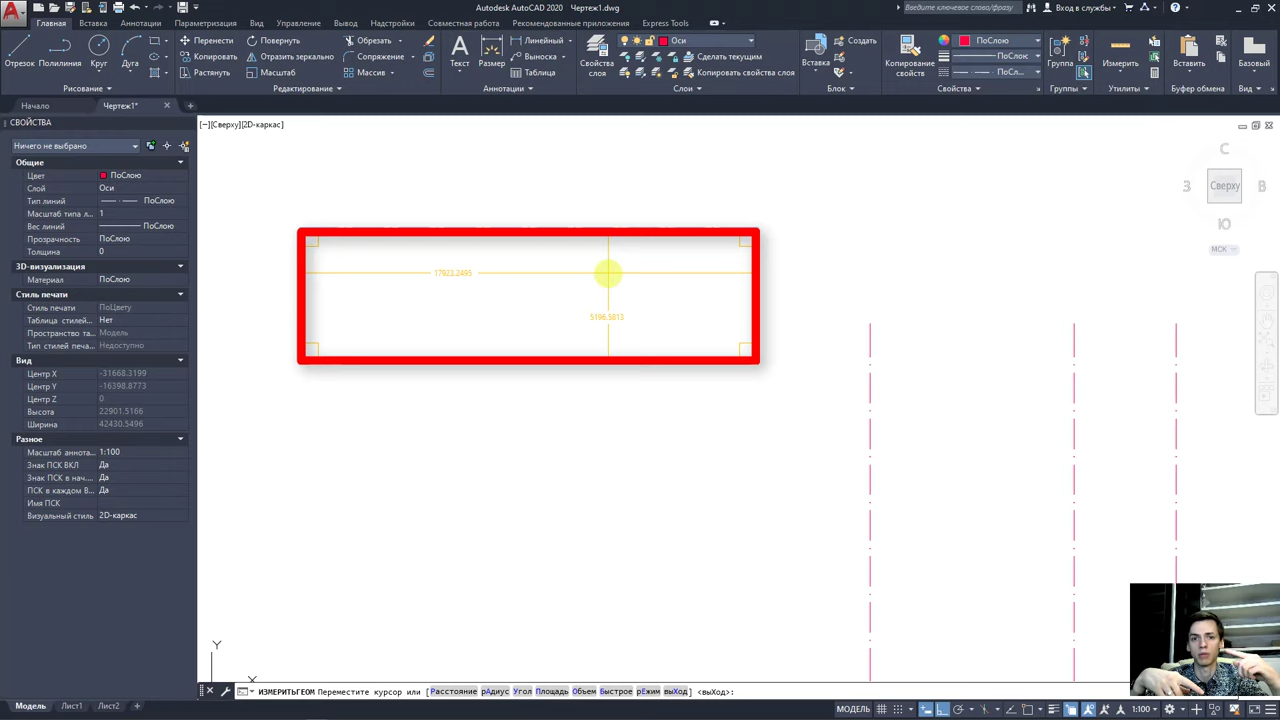 Autodesk AutoCAD 2020 Чертеж1.dwg
Введите ключевое слово/фразу
Вход в службы
Главная Вставка Аннотации Параметризация Вид Управление Вывод Надстройки Совместная работа Рекомендованные приложения Express Tools
Отрезок Полилиния Круг Дуга
Перенести Повернуть Обрезать
Копировать Отразить зеркально Сопряжение
Растянуть Масштаб Массив
Текст Размер
Линейный
Выноска
Таблица
Свойства слоя
Оси
Сделать текущим
Копировать свойства слоя
Вставка
Создать
Копирование свойств
ПоСлою
ПоСлок
ПоСл...
Группа
Измерить
Вставить
Базовый
Рисование Редактирование Аннотации Слои Блок Свойства Группы Утилиты Буфер обмена Вид
Начало Чертеж1*
СВОЙСТВА
Ничего не выбрано
Общие
Цвет ПоСлою
Слой Оси
Тип линий ПоСлою
Масштаб типа л... 1
Вес линий ПоСлою
Прозрачность ПоСлою
Толщина 0
3D-визуализация
Материал ПоСлою
Стиль печати
Стиль печати ПоЦвету
Таблица стилей... Нет
Пространство та... Модель
Тип стилей печат... Недоступно
Вид
Центр X -31668.3199
Центр Y -16398.8773
Центр Z 0
Высота 22901.5166
Ширина 42430.5496
Разное
Масштаб аннота... 1:100
Знак ПСК ВКЛ Да
Знак ПСК в нач.... Да
ПСК в каждом В... Да
Имя ПСК
Визуальный стиль 2D-каркас
[−][Сверху][2D-каркас]
С
З Сверху В
Ю
МСК
17923.2495
5196.5813
Y
X
ИЗМЕРИТЬГЕОМ Переместите курсор или [Расстояние рАдиус Угол Площадь Объем Быстрое рЕжим выХод] <выХод>:
Модель Лист1 Лист2 +
МОДЕЛЬ 1:100